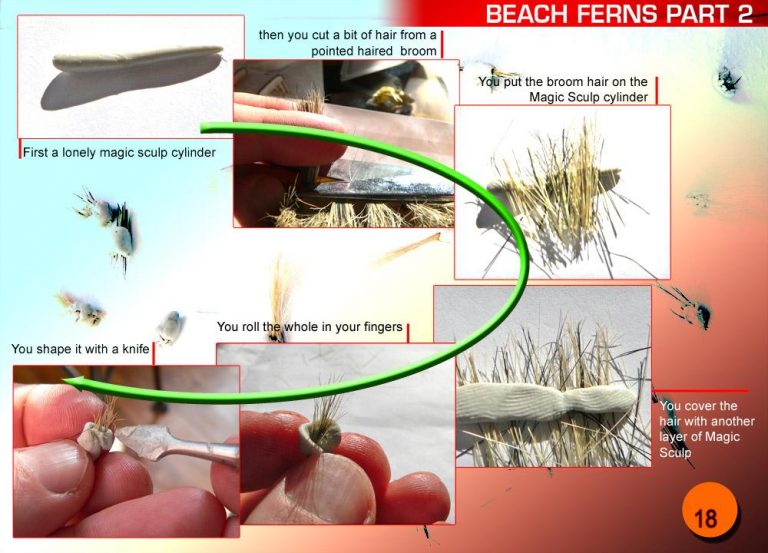 BEACH FERNS PART 2
then you cut a bit of hair from a
pointed haired broom
You put the broom hair on the
Magic Sculp cylinder
First a lonely magic sculp cylinder
You roll the whole in your fingers
You shape it with a knife
You cover the
hair with another
layer of Magic
Sculp
18